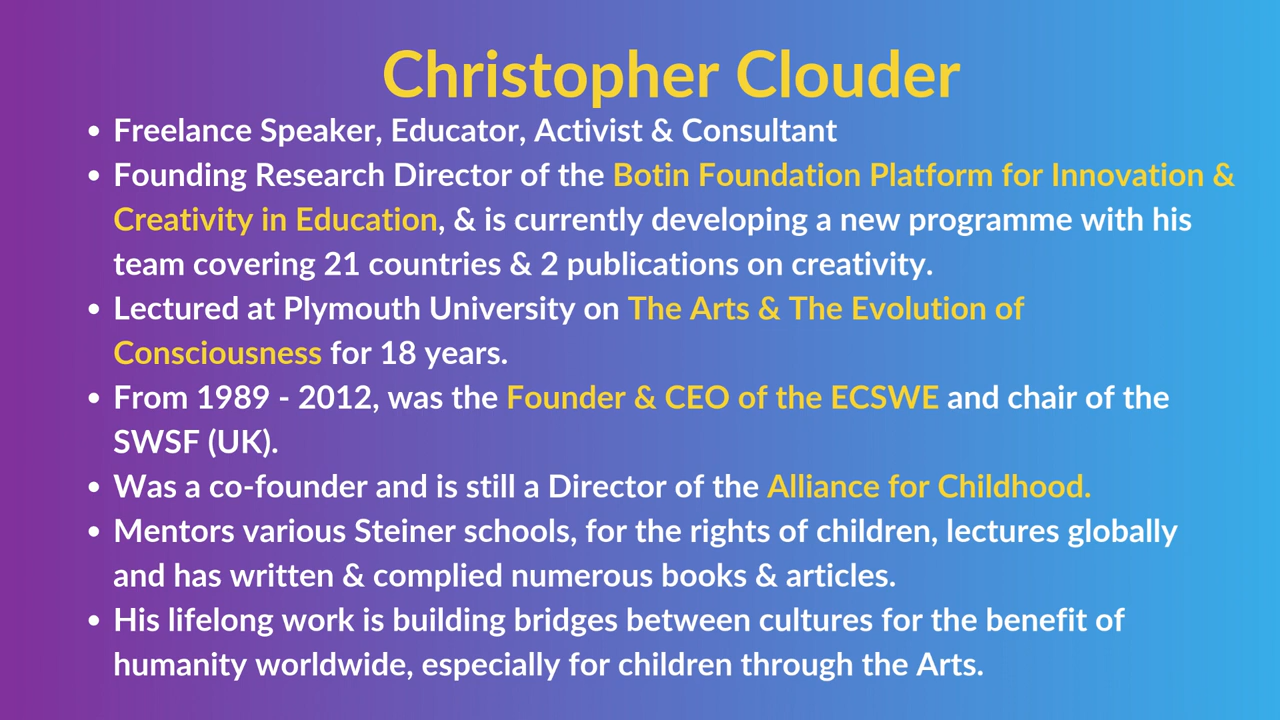 Christopher Clouder
• Freelance Speaker, Educator, Activist & Consultant
• Founding Research Director of the Botin Foundation Platform for Innovation &
Creativity in Education, & is currently developing a new programme with his
team covering 21 countries & 2 publications on creativity.
• Lectured at Plymouth University on The Arts & The Evolution of
Consciousness for 18 years.
• From 1989 - 2012, was the Founder & CEO of the ECSWE and chair of the
SWSF (UK).
• Was a co-founder and is still a Director of the Alliance for Childhood.
• Mentors various Steiner schools, for the rights of children, lectures globally
and has written & complied numerous books & articles.
• His lifelong work is building bridges between cultures for the benefit of
humanity worldwide, especially for children through the Arts.